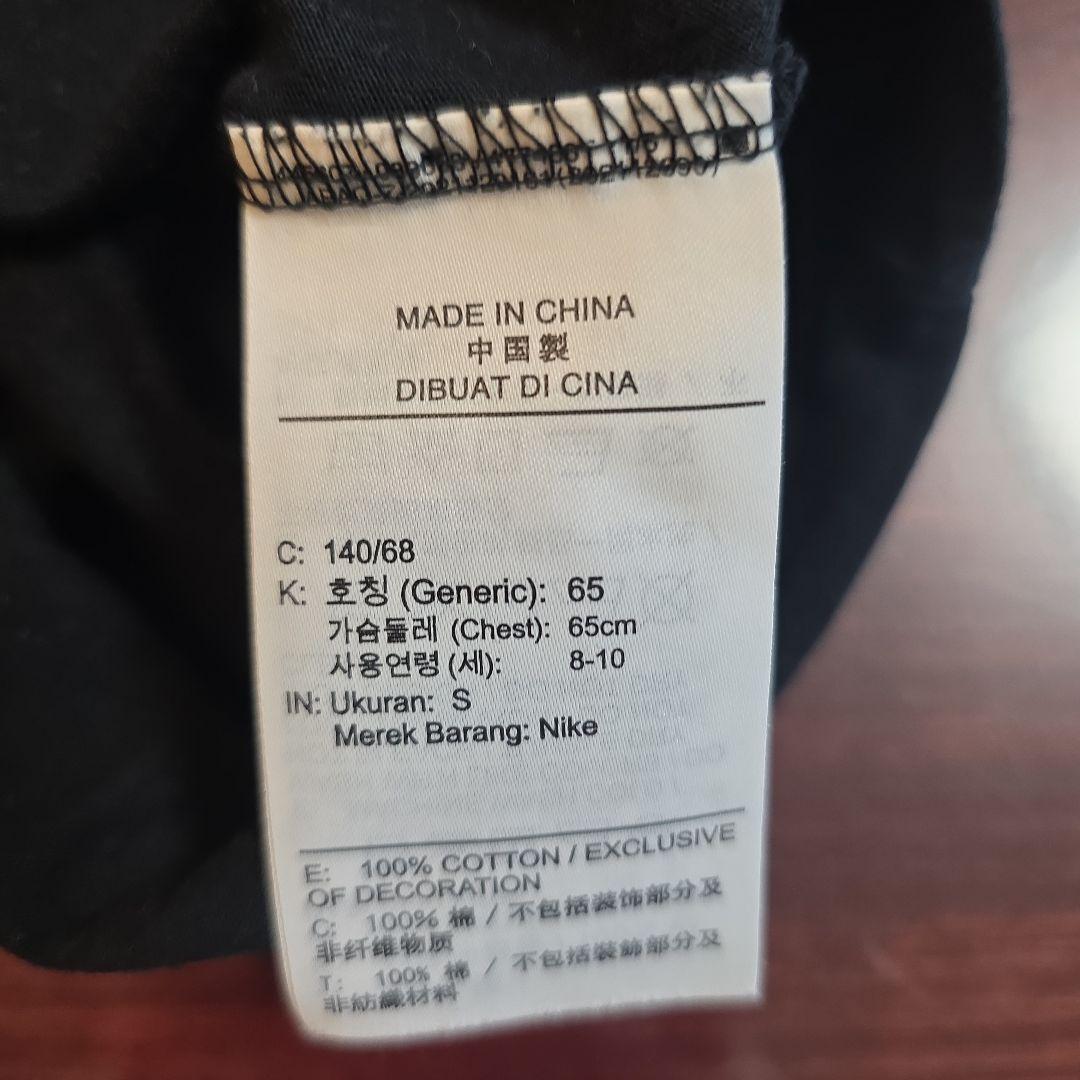 MADE IN CHINA
中国製
DIBUAT DI CINA
C: 140/68
K: 호칭 (Generic): 65
가슴둘레 (Chest): 65cm
사용연령 (세): 8-10
IN: Ukuran: S
Merek Barang: Nike
E: 100% COTTON / EXCLUSIVE
OF DECORATION
C: 100% 棉 / 不包括装饰部分及
非纤维物质
T: 100% 棉 / 不包括裝飾部分及
非紡織材料